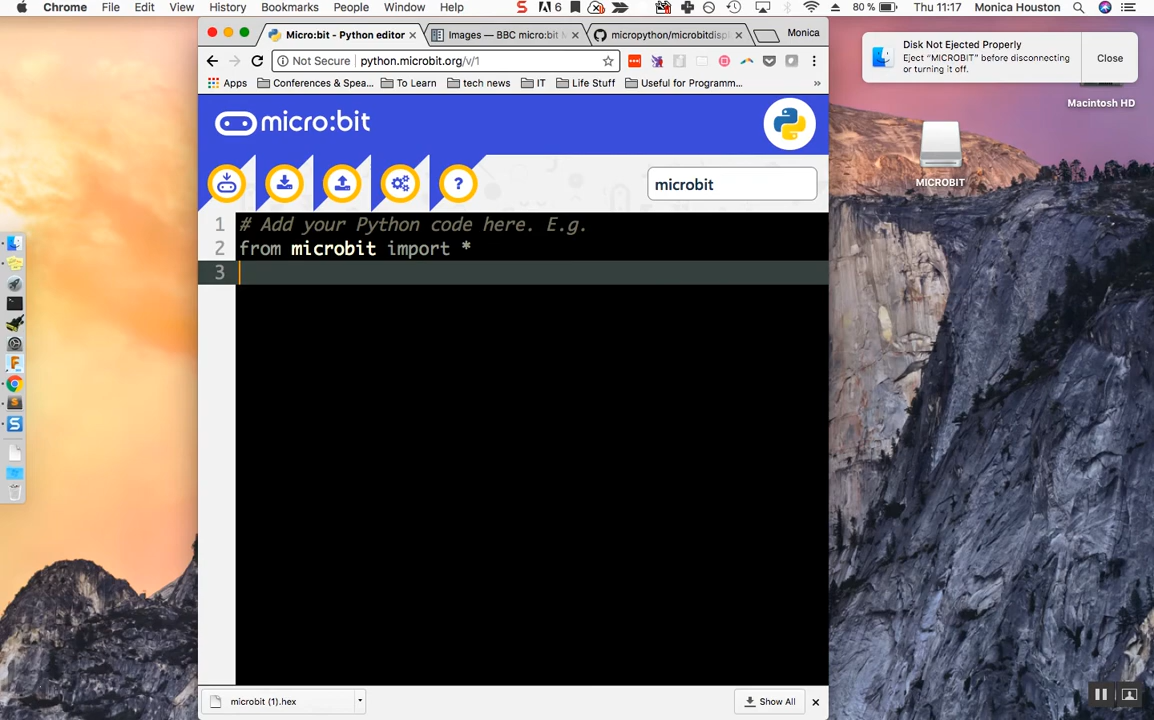 Chrome File Edit View History Bookmarks People Window Help 6 80 % Thu 11:17 Monica Houston
Micro:bit - Python editor Images — BBC micro:bit M micropython/microbitdispl Monica
Not Secure python.microbit.org/v/1
Apps Conferences & Spea... To Learn tech news IT Life Stuff Useful for Programm... »
Disk Not Ejected Properly
Eject “MICROBIT” before disconnecting
or turning it off.
Close
Macintosh HD
MICROBIT
micro:bit
? microbit
1 # Add your Python code here. E.g.
2 from microbit import *
3
microbit (1).hex Show All